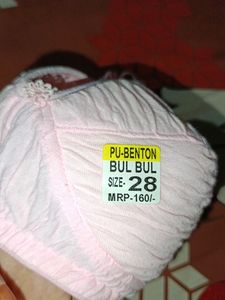 PU-BENTON
BUL BUL
SIZE- 28
MRP-160/-